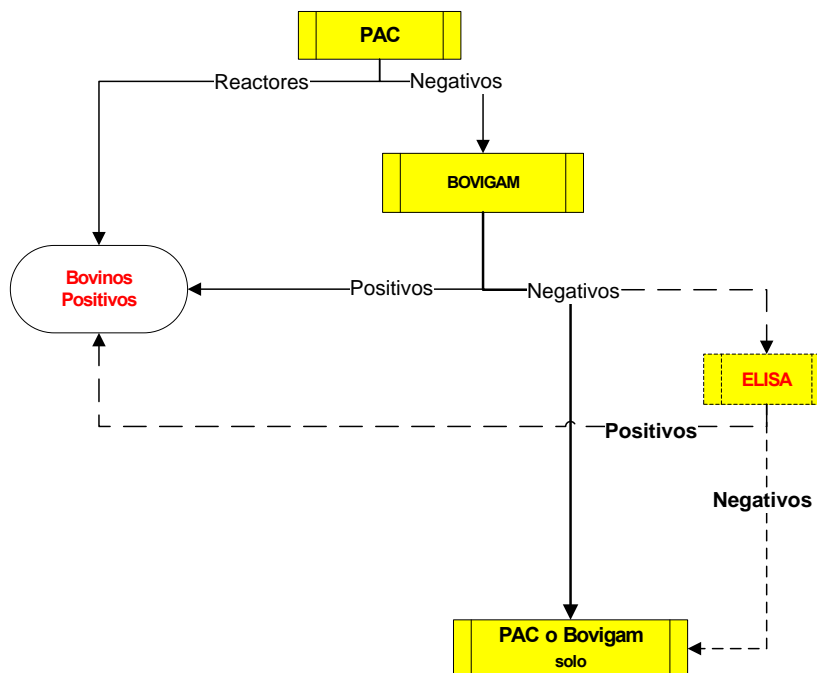 PAC
Reactores
Negativos
BOVIGAM
Bovinos
Positivos
Positivos
Negativos
ELISA
Positivos
Negativos
PAC o Bovigam
solo